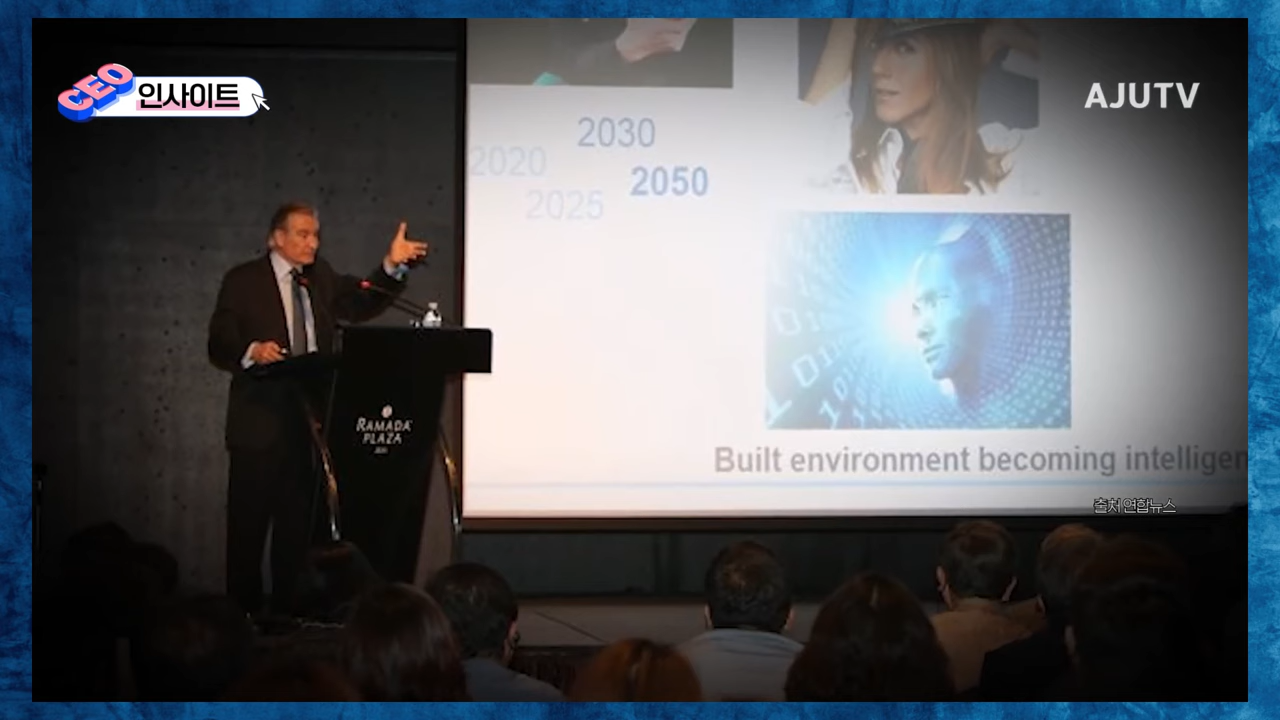 CEO 인사이트
AJUTV
2030
2020
2050
2025
RAMADA
PLAZA
Built environment becoming intelligen
출처 연합뉴스